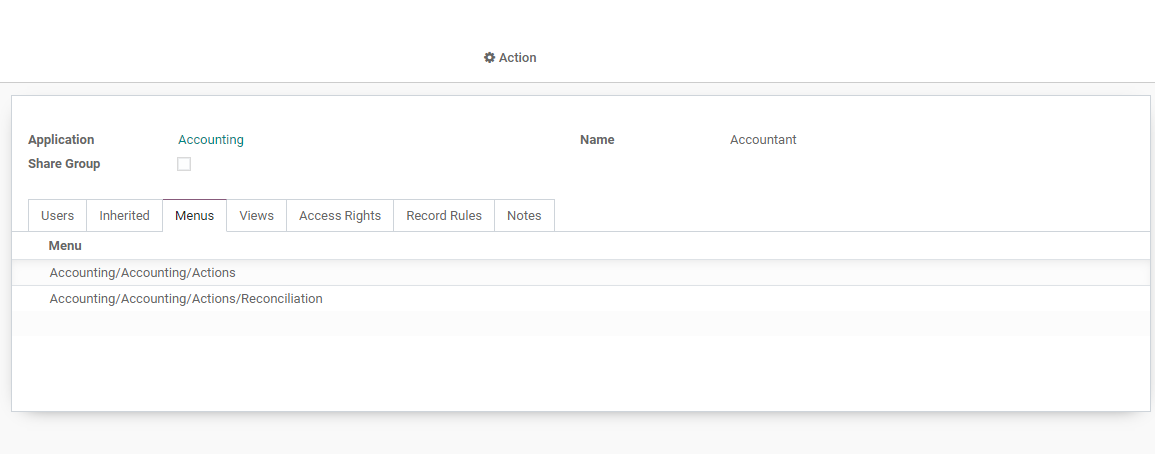 Action
Application Accounting Name Accountant
Share Group
Users Inherited Menus Views Access Rights Record Rules Notes
Menu
Accounting/Accounting/Actions
Accounting/Accounting/Actions/Reconciliation